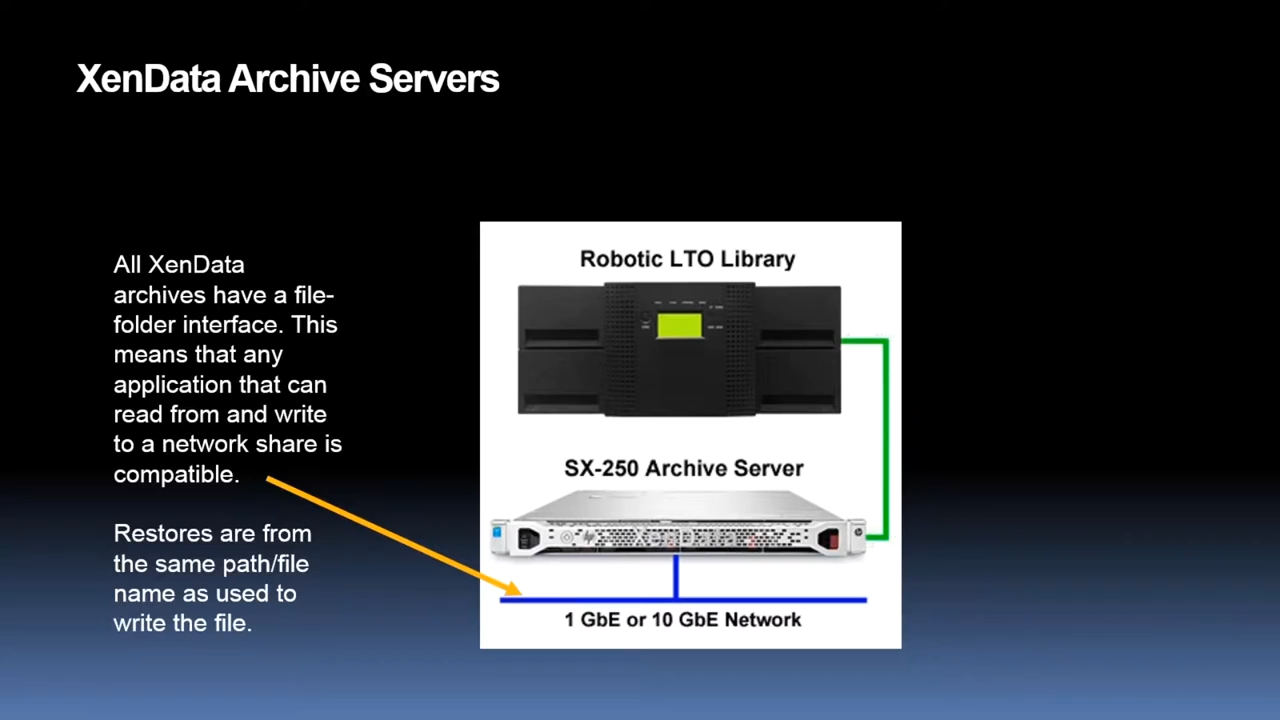 XenData Archive Servers
All XenData
archives have a file-
folder interface. This
means that any
application that can
read from and write
to a network share is
compatible.
Restores are from
the same path/file
name as used to
write the file.
Robotic LTO Library
SX-250 Archive Server
XenData
1 GbE or 10 GbE Network